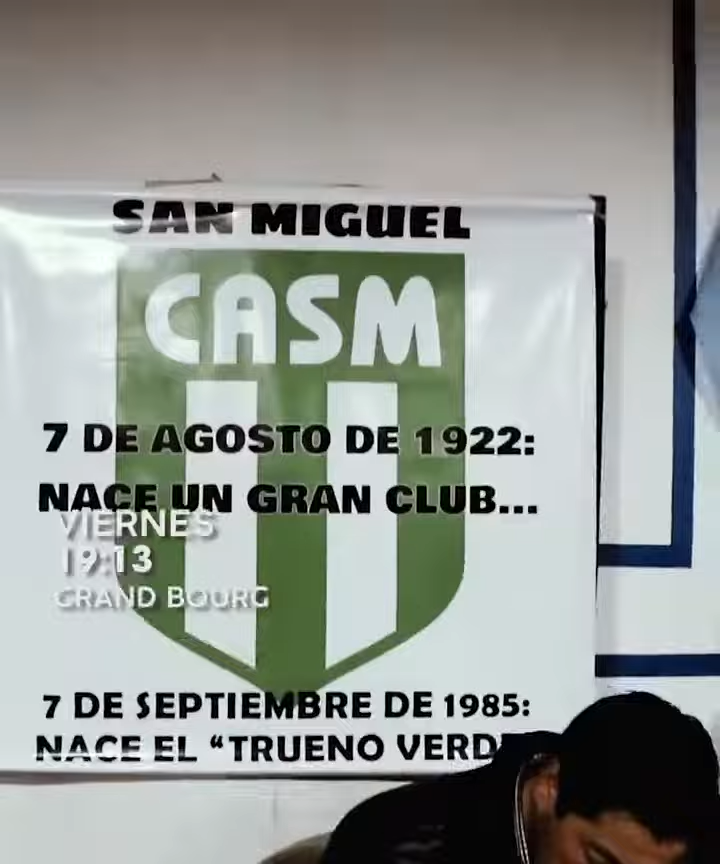 SAN MIGUEL
CASM
7 DE AGOSTO DE 1922:
NACE UN GRAN CLUB...
VIERNES
19:13
GRAND BOURG
7 DE SEPTIEMBRE DE 1985:
NACE EL “TRUENO VERD